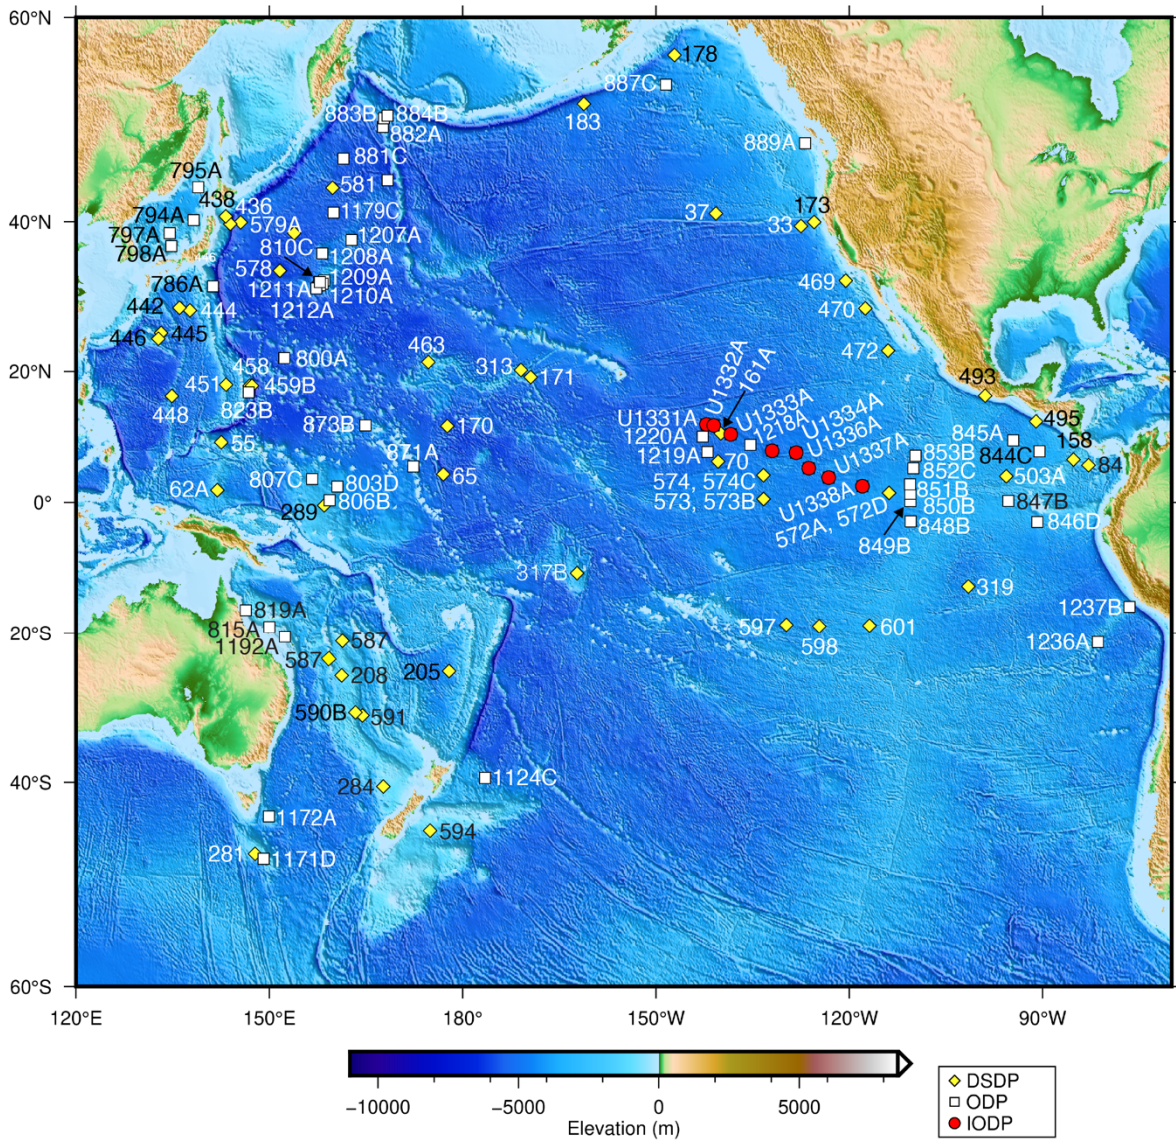 60°N
178
887C
883B
884B
882A
183
889A
881C
795A
581
438
436
1179C
37
173
33
40°N
794A
579A
797A
810C
1207A
798A
1208A
578
1209A
469
786A
1211A
1210A
1212A
442
444
470
446
445
463
472
800A
313
171
U1332A
161A
493
20°N
458
451
459B
448
823B
U1331A
U1333A
U1334A
495
873B
170
1220A
1218A
U1336A
845A
158
55
1219A
U1337A
853B
844C
871A
70
852C
84
65
574, 574C
503A
62A
807C
803D
573, 573B
U1338A
851B
847B
0°
806B
572A, 572D
850B
289
849B
848B
846D
317B
319
819A
1237B
20°S
815A
587
597
598
601
1192A
1236A
587
208
205
590B
591
284
1124C
40°S
1172A
594
281
1171D
60°S
120°E
150°E
180°
150°W
120°W
90°W
−10000
−5000
0
5000
Elevation (m)
DSDP
ODP
IODP